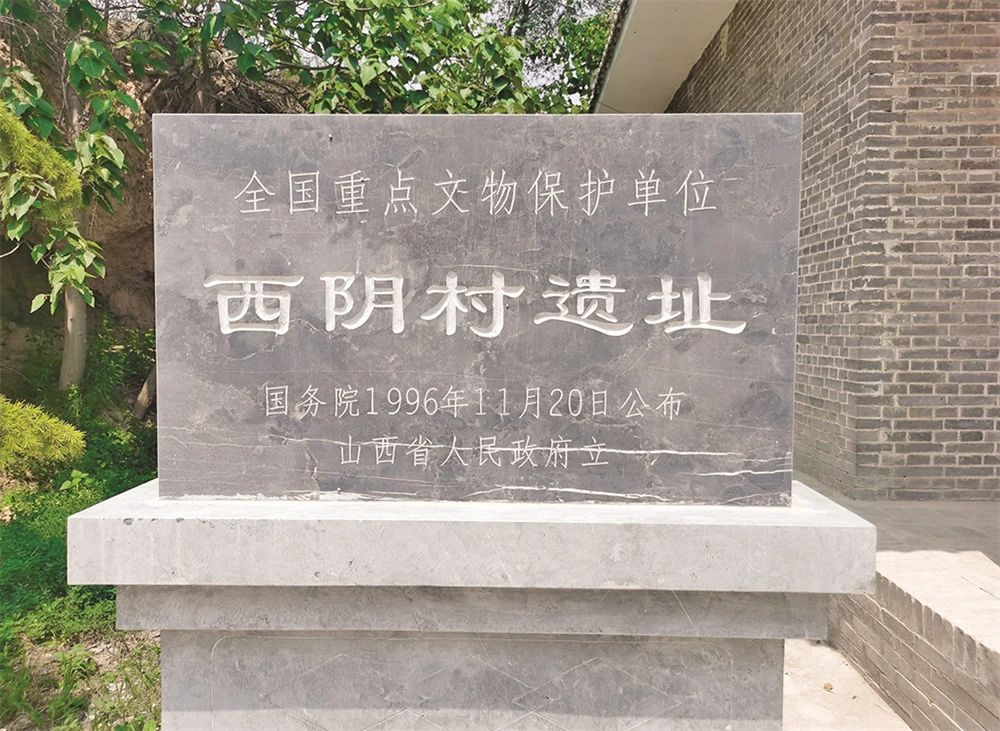 全国重点文物保护单位
西阴村遗址
国务院1996年11月20日公布
山西省人民政府立